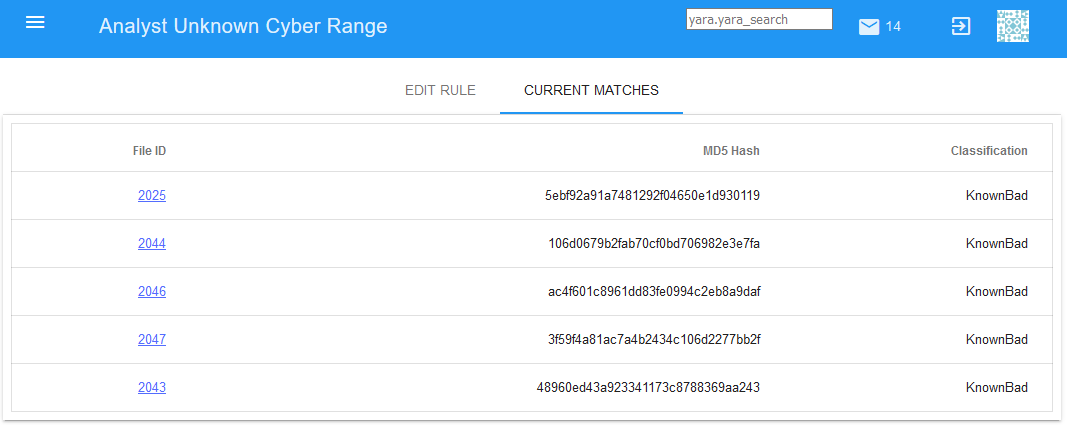 Analyst Unknown Cyber Range yara.yara_search 14
EDIT RULE CURRENT MATCHES
File ID MD5 Hash Classification
2025 5ebf92a91a7481292f04650e1d930119 KnownBad
2044 106d0679b2fab70cf0bd706982e3e7fa KnownBad
2046 ac4f601c8961dd83fe0994c2eb8a9daf KnownBad
2047 3f59f4a81ac7a4b2434c106d2277bb2f KnownBad
2043 48960ed43a923341173c8788369aa243 KnownBad